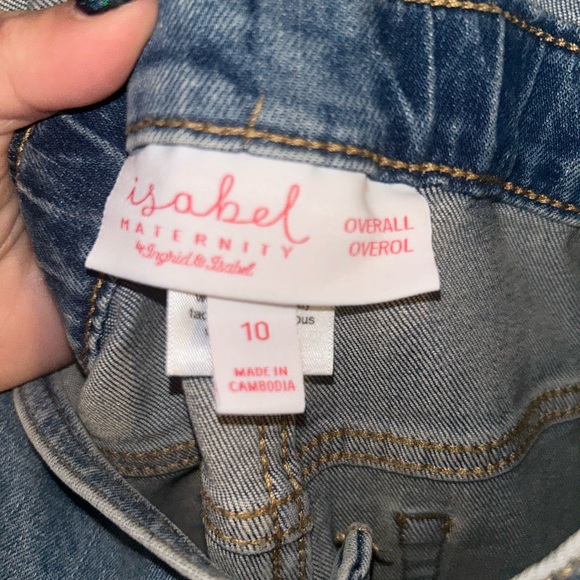 isabel
MATERNITY
by Ingrid & Isabel
OVERALL
OVEROL
10
MADE IN
CAMBODIA